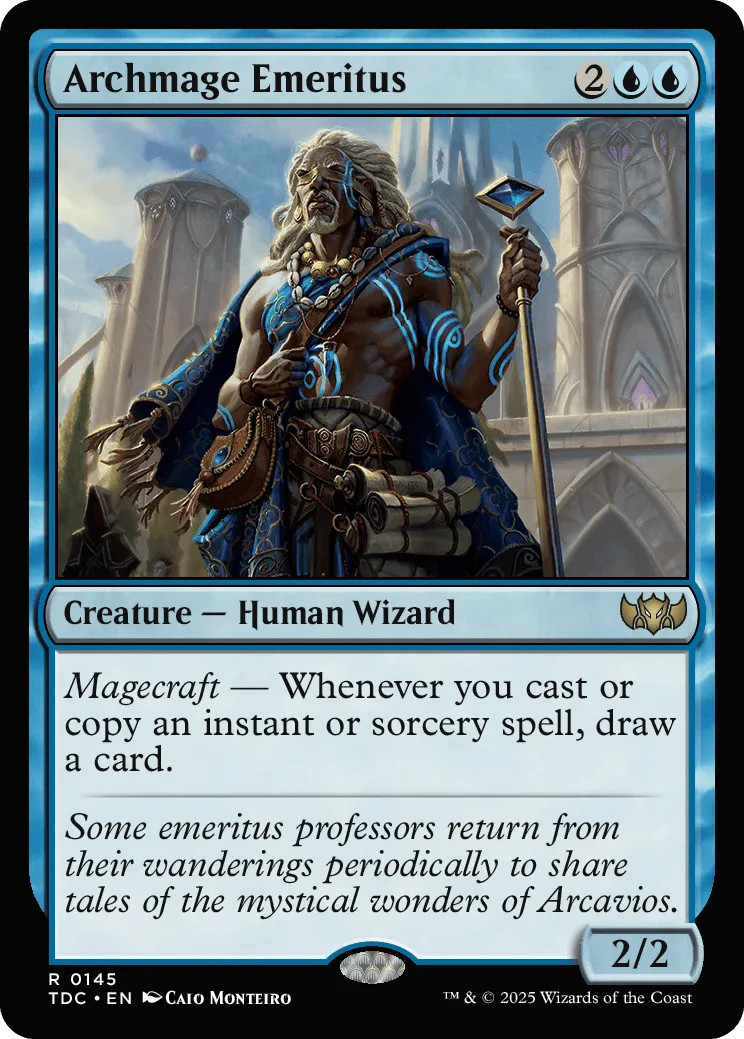 Archmage Emeritus 2
Creature — Human Wizard
Magecraft — Whenever you cast or
copy an instant or sorcery spell, draw
a card.
Some emeritus professors return from
their wanderings periodically to share
tales of the mystical wonders of Arcavios.
2/2
R 0145
TDC • EN Caio Monteiro
™ & © 2025 Wizards of the Coast